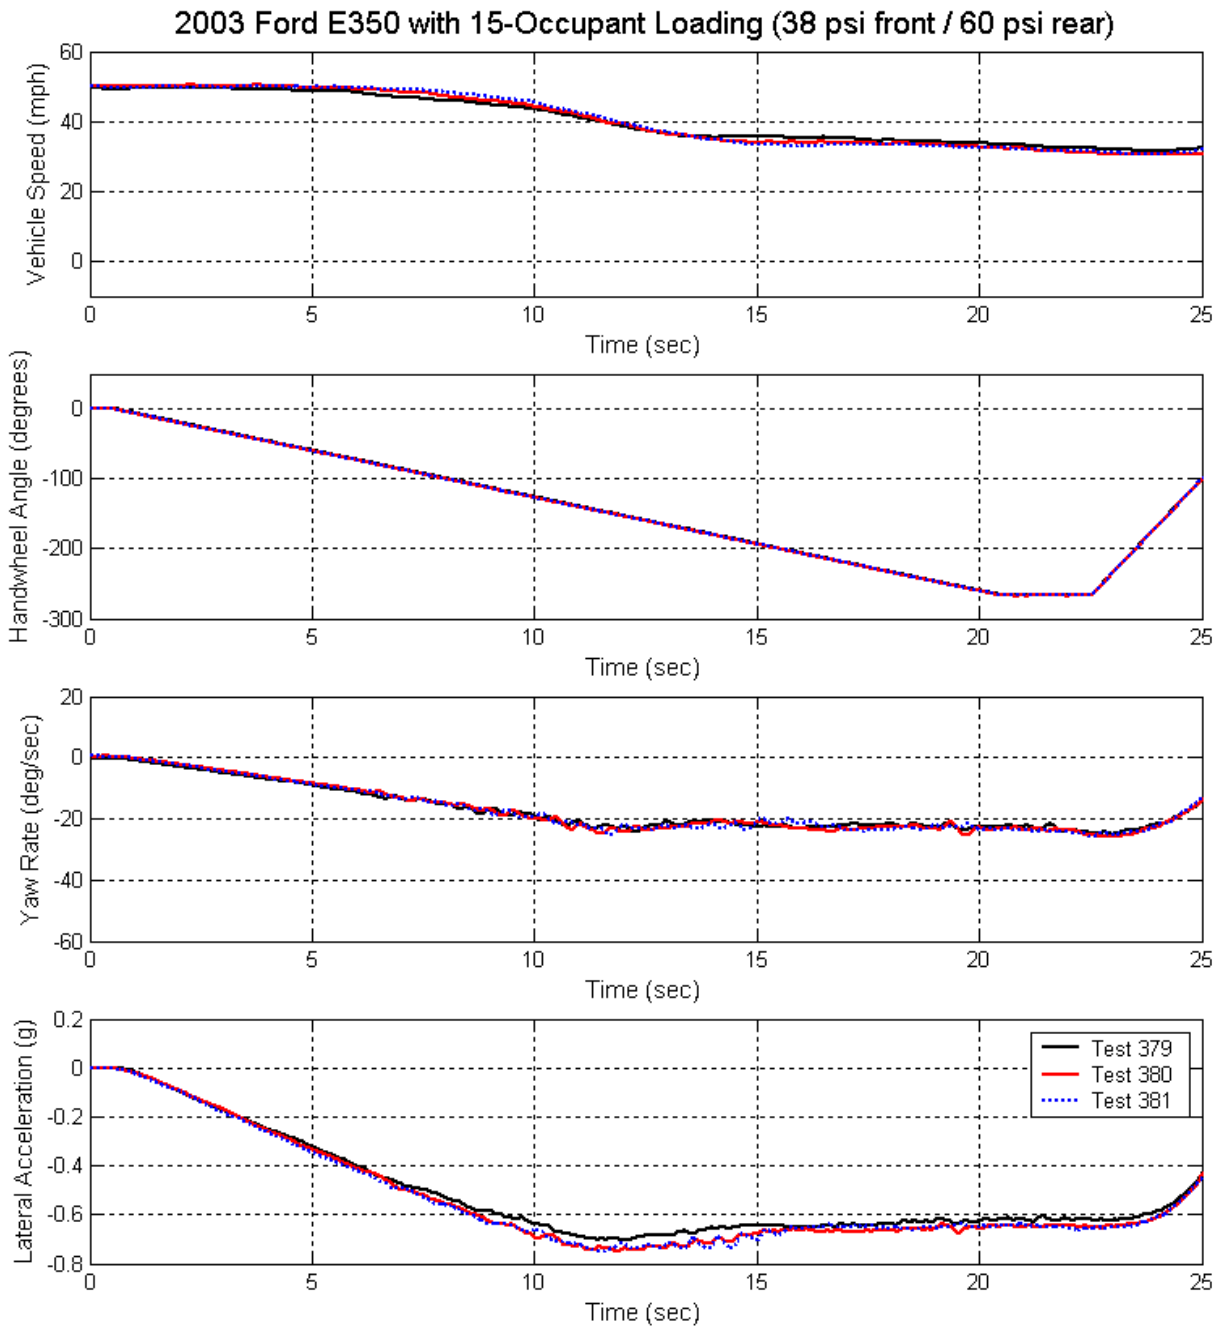 2003 Ford E350 with 15-Occupant Loading (38 psi front / 60 psi rear)
60
40
20
0
Vehicle Speed (mph)
0 5 10 15 20 25
Time (sec)
0
-100
-200
-300
Handwheel Angle (degrees)
0 5 10 15 20 25
Time (sec)
20
0
-20
-40
-60
Yaw Rate (deg/sec)
0 5 10 15 20 25
Time (sec)
0.2
0
-0.2
-0.4
-0.6
-0.8
Lateral Acceleration (g)
Test 379
Test 380
Test 381
0 5 10 15 20 25
Time (sec)